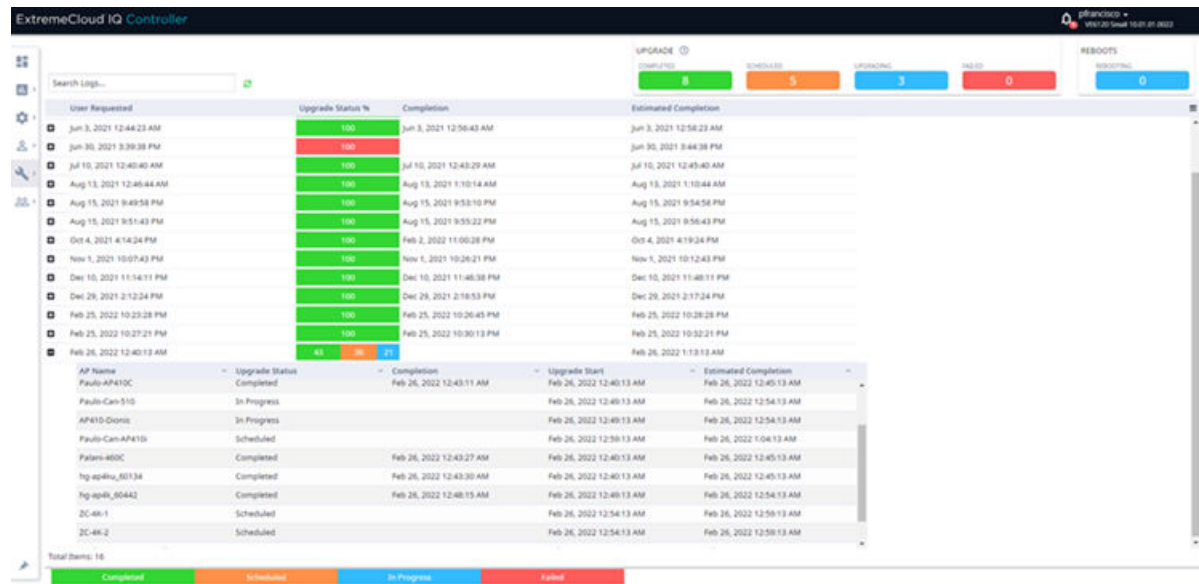 ExtremeCloud IQ Controller
pfrancisco
VE6120 Small 10.01.01.0022
UPGRADE
COMPLETED SCHEDULED UPGRADING FAILED
8 5 3 0
REBOOTS
REBOOTING
0
Search Logs...
User Requested Upgrade Status % Completion Estimated Completion
Jun 3, 2021 12:44:23 AM 100 Jun 3, 2021 12:56:43 AM Jun 3, 2021 12:58:23 AM
Jun 30, 2021 3:39:38 PM 100 Jun 30, 2021 3:44:38 PM
Jul 10, 2021 12:40:40 AM 100 Jul 10, 2021 12:43:29 AM Jul 10, 2021 12:45:40 AM
Aug 13, 2021 12:46:44 AM 100 Aug 13, 2021 1:10:14 AM Aug 13, 2021 1:10:44 AM
Aug 15, 2021 9:49:58 PM 100 Aug 15, 2021 9:53:10 PM Aug 15, 2021 9:54:58 PM
Aug 15, 2021 9:51:43 PM 100 Aug 15, 2021 9:55:22 PM Aug 15, 2021 9:56:43 PM
Oct 4, 2021 4:14:24 PM 100 Feb 2, 2022 11:00:28 PM Oct 4, 2021 4:19:24 PM
Nov 1, 2021 10:07:43 PM 100 Nov 1, 2021 10:26:21 PM Nov 1, 2021 10:12:43 PM
Dec 10, 2021 11:14:11 PM 100 Dec 10, 2021 11:46:38 PM Dec 10, 2021 11:48:11 PM
Dec 29, 2021 2:12:24 PM 100 Dec 29, 2021 2:18:53 PM Dec 29, 2021 2:17:24 PM
Feb 25, 2022 10:23:28 PM 100 Feb 25, 2022 10:26:45 PM Feb 25, 2022 10:28:28 PM
Feb 25, 2022 10:27:21 PM 100 Feb 25, 2022 10:30:13 PM Feb 25, 2022 10:32:21 PM
Feb 26, 2022 12:40:13 AM 43 36 21 Feb 26, 2022 1:13:13 AM
AP Name Upgrade Status Completion Upgrade Start Estimated Completion
Paulo-AP410C Completed Feb 26, 2022 12:43:11 AM Feb 26, 2022 12:40:13 AM Feb 26, 2022 12:45:13 AM
Paulo-Can-510 In Progress Feb 26, 2022 12:49:13 AM Feb 26, 2022 12:54:13 AM
AP410-Dionis In Progress Feb 26, 2022 12:49:13 AM Feb 26, 2022 12:54:13 AM
Paulo-Can-AP410i Scheduled Feb 26, 2022 12:59:13 AM Feb 26, 2022 1:04:13 AM
Palani-460C Completed Feb 26, 2022 12:43:27 AM Feb 26, 2022 12:40:13 AM Feb 26, 2022 12:45:13 AM
hg-ap4ku_60134 Completed Feb 26, 2022 12:43:30 AM Feb 26, 2022 12:40:13 AM Feb 26, 2022 12:45:13 AM
hg-ap4k_60442 Completed Feb 26, 2022 12:48:15 AM Feb 26, 2022 12:49:13 AM Feb 26, 2022 12:54:13 AM
ZC-4K-1 Scheduled Feb 26, 2022 12:54:13 AM Feb 26, 2022 12:59:13 AM
ZC-4K-2 Scheduled Feb 26, 2022 12:54:13 AM Feb 26, 2022 12:59:13 AM
Total Items: 16
Completed Scheduled In Progress Failed